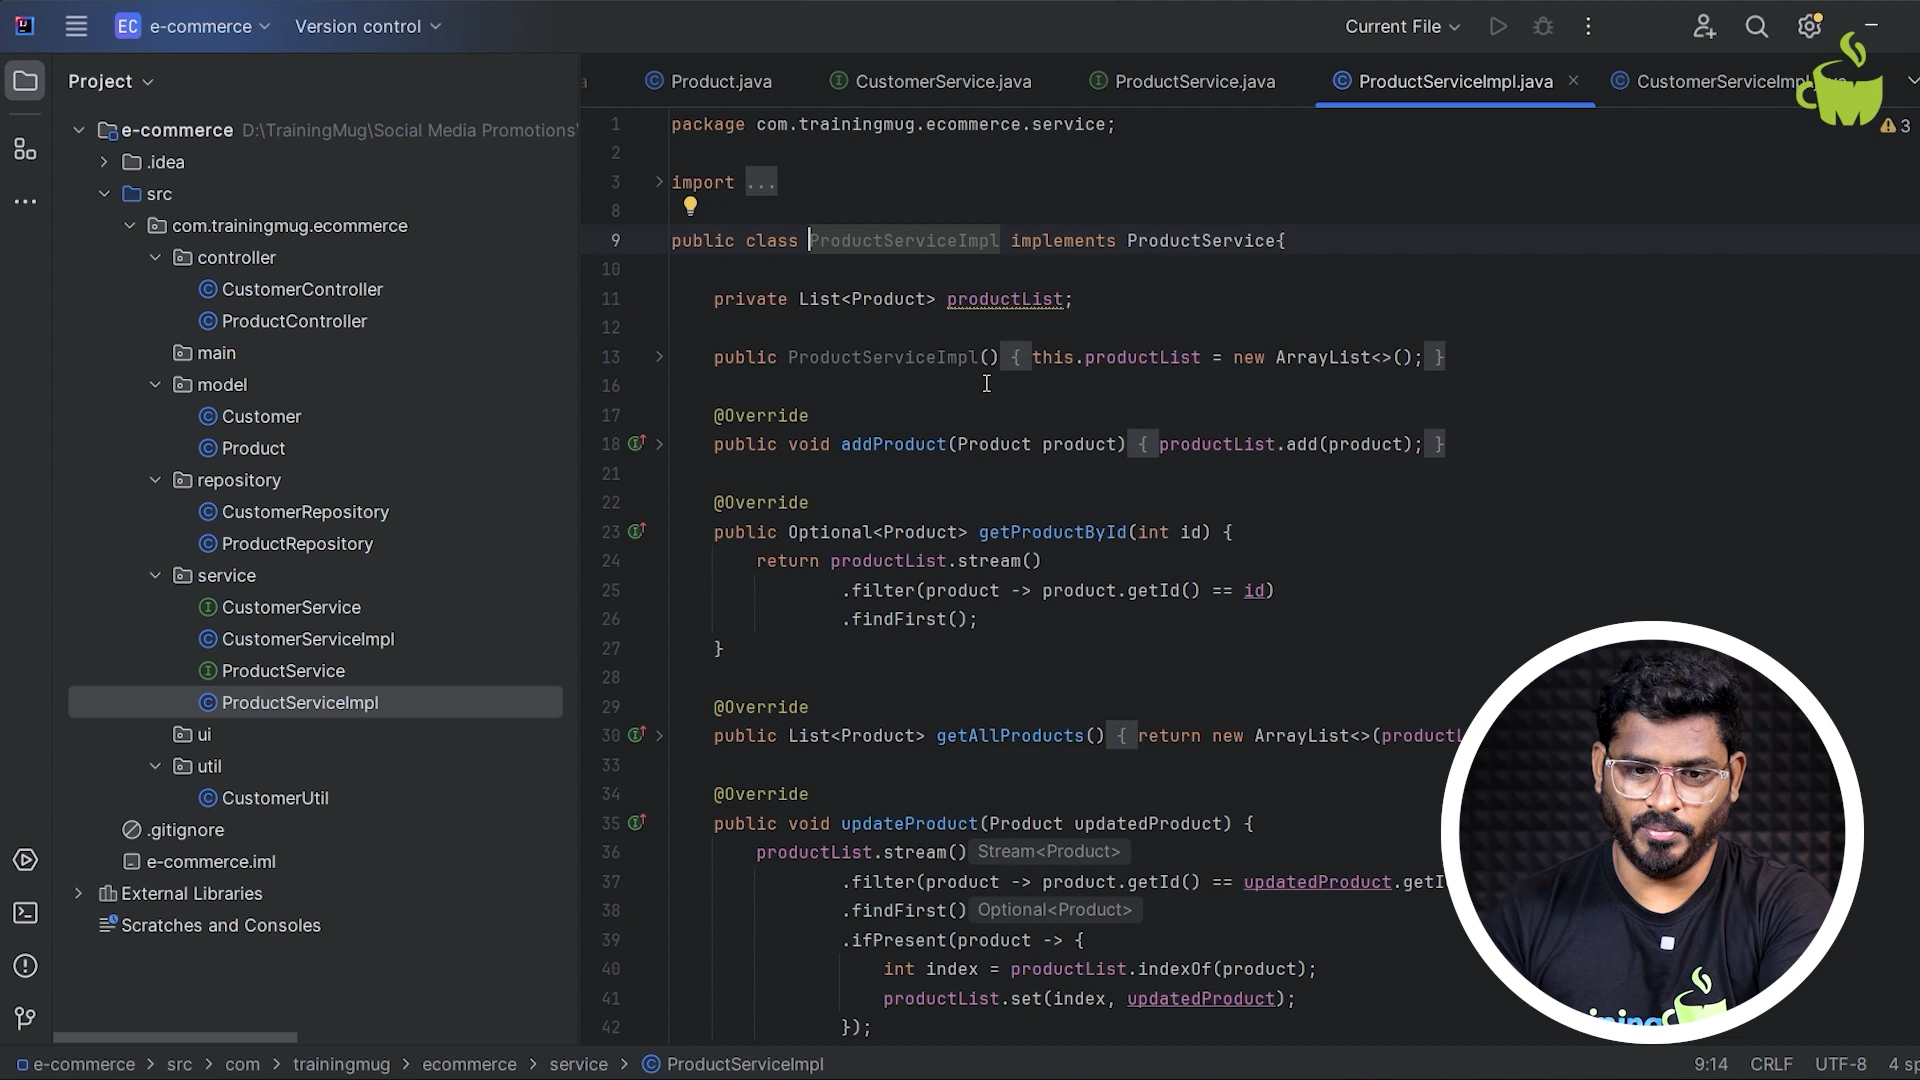 EC e-commerce Version control Current File
Project
Product.java CustomerService.java ProductService.java ProductServiceImpl.java
e-commerce D:\TrainingMug\Social Media Promotions\
.idea
src
com.trainingmug.ecommerce
controller
CustomerController
ProductController
main
model
Customer
Product
repository
CustomerRepository
ProductRepository
service
CustomerService
CustomerServiceImpl
ProductService
ProductServiceImpl
ui
util
CustomerUtil
.gitignore
e-commerce.iml
External Libraries
Scratches and Consoles
3
1 package com.trainingmug.ecommerce.service;
2
3 import ...
8
9 public class ProductServiceImpl implements ProductService{
10
11 private List<Product> productList;
12
13 public ProductServiceImpl() { this.productList = new ArrayList<>(); }
16
17 @Override
18 public void addProduct(Product product) { productList.add(product); }
21
22 @Override
23 public Optional<Product> getProductById(int id) {
24 return productList.stream()
25 .filter(product -> product.getId() == id)
26 .findFirst();
27 }
28
29 @Override
30 public List<Product> getAllProducts() { return new ArrayList<>(productL
33
34 @Override
35 public void updateProduct(Product updatedProduct) {
36 productList.stream() Stream<Product>
37 .filter(product -> product.getId() == updatedProduct.getI
38 .findFirst() Optional<Product>
39 .ifPresent(product -> {
40 int index = productList.indexOf(product);
41 productList.set(index, updatedProduct);
42 });
e-commerce > src > com > trainingmug > ecommerce > service > ProductServiceImpl
9:14 CRLF UTF-8 4 sp